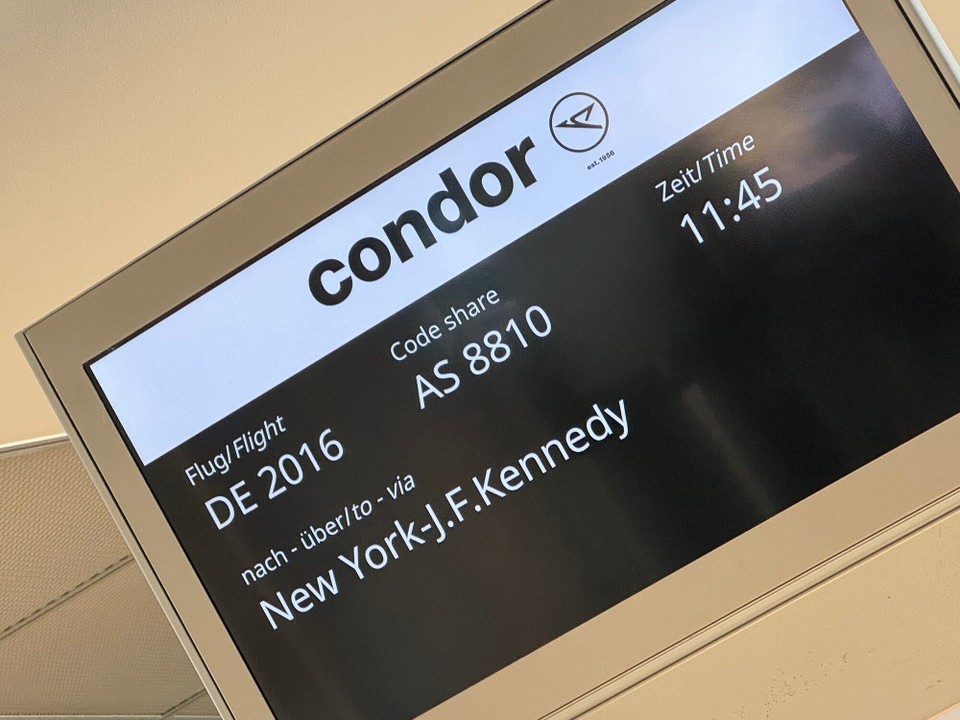 condor
est.1956
Flug/Flight Code share Zeit/Time
DE 2016 AS 8810 11:45
nach - über/to - via
New York-J.F.Kennedy